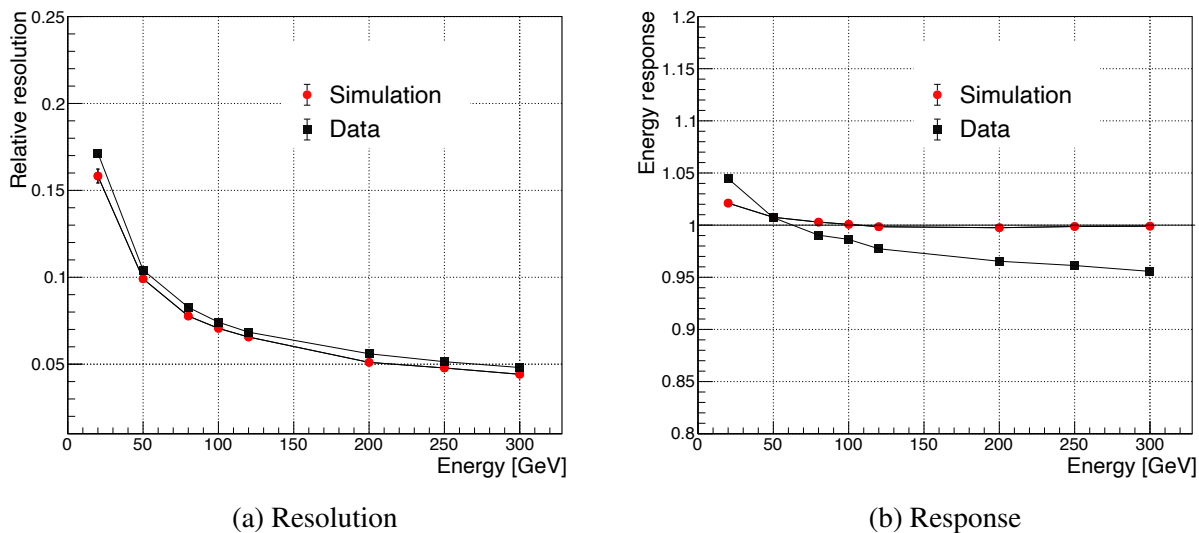 Relative resolution
0.25
0.2
0.15
0.1
0.05
Simulation
Data
0 50 100 150 200 250 300
Energy [GeV]
(a) Resolution
Energy response
1.2
1.15
1.1
1.05
1
0.95
0.9
0.85
0.8
Simulation
Data
0 50 100 150 200 250 300
Energy [GeV]
(b) Response